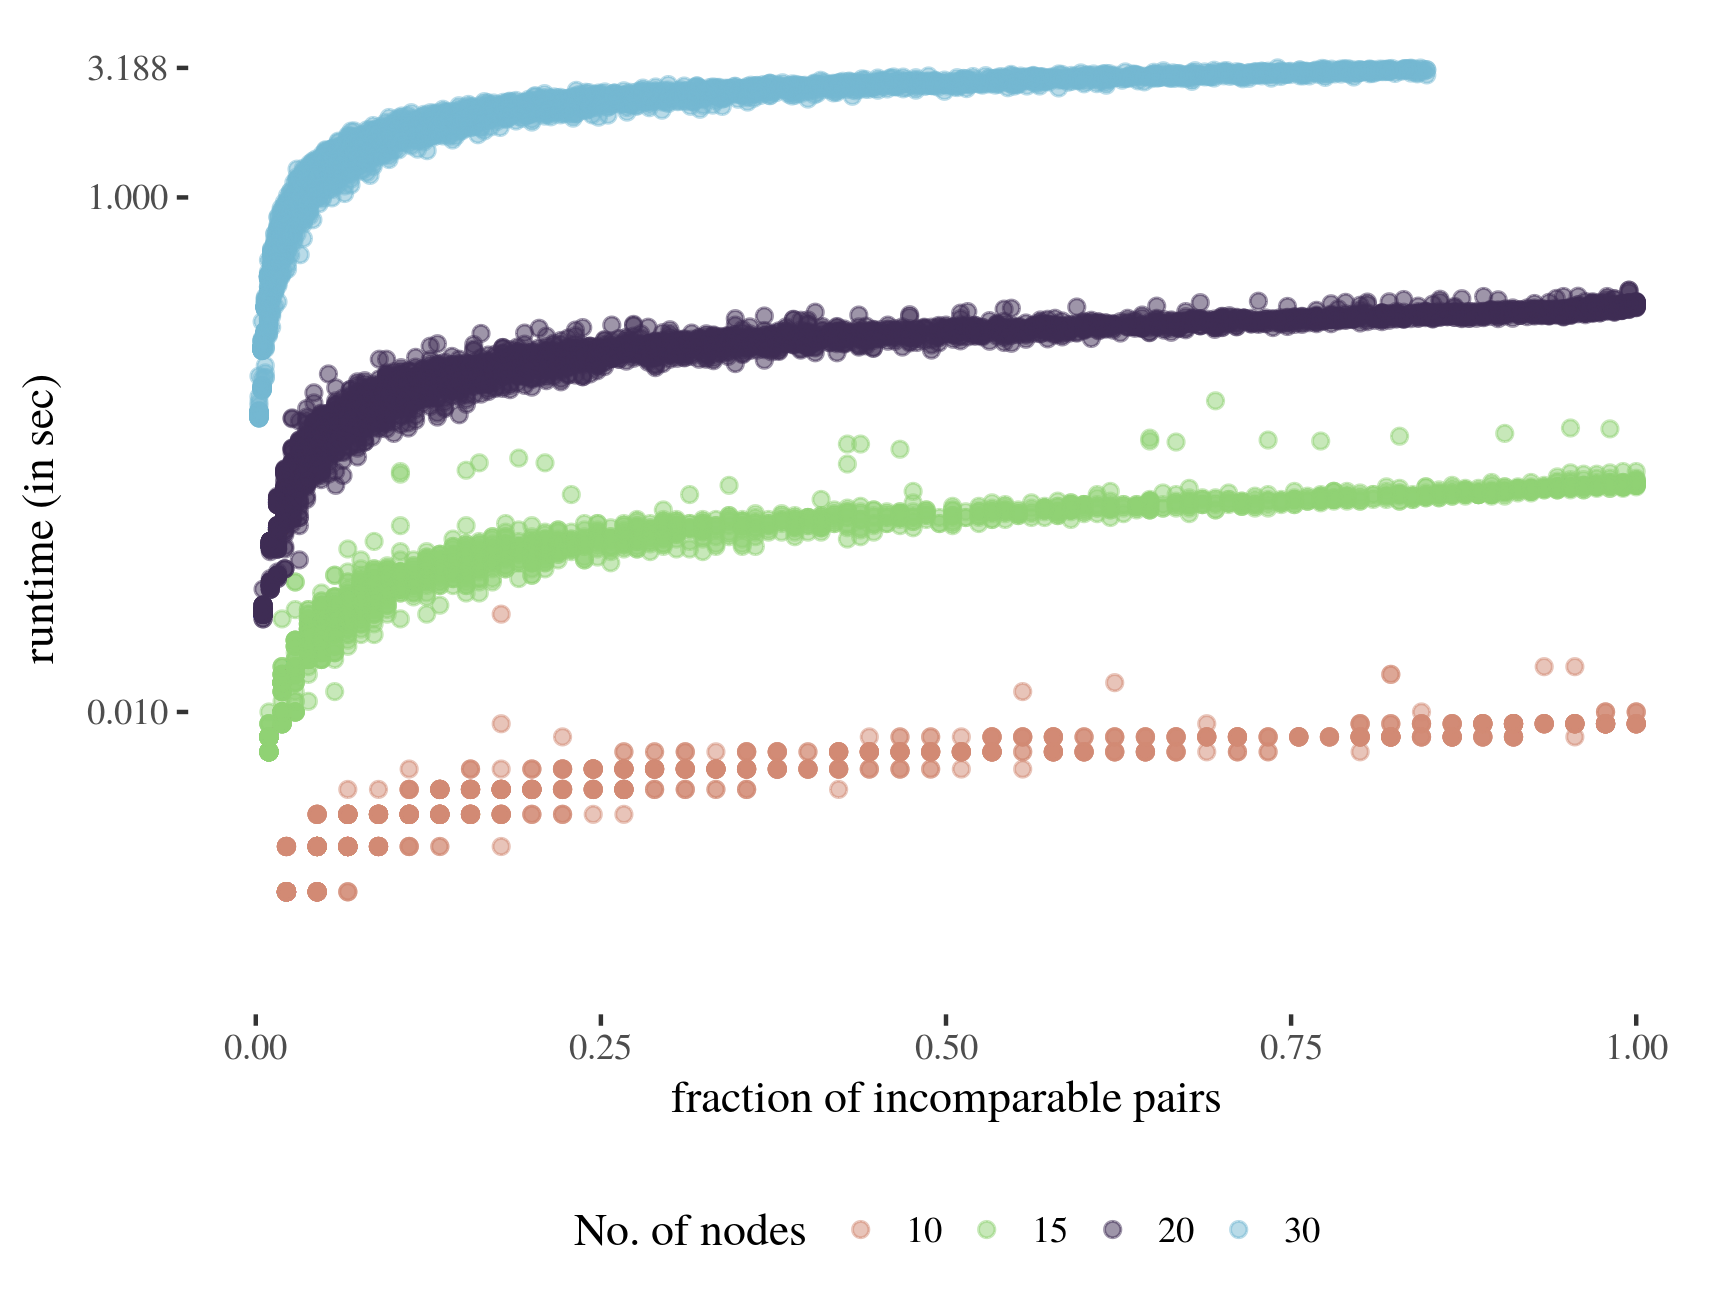 3.188
1.000
0.010
runtime (in sec)
0.00 0.25 0.50 0.75 1.00
fraction of incomparable pairs
No. of nodes 10 15 20 30